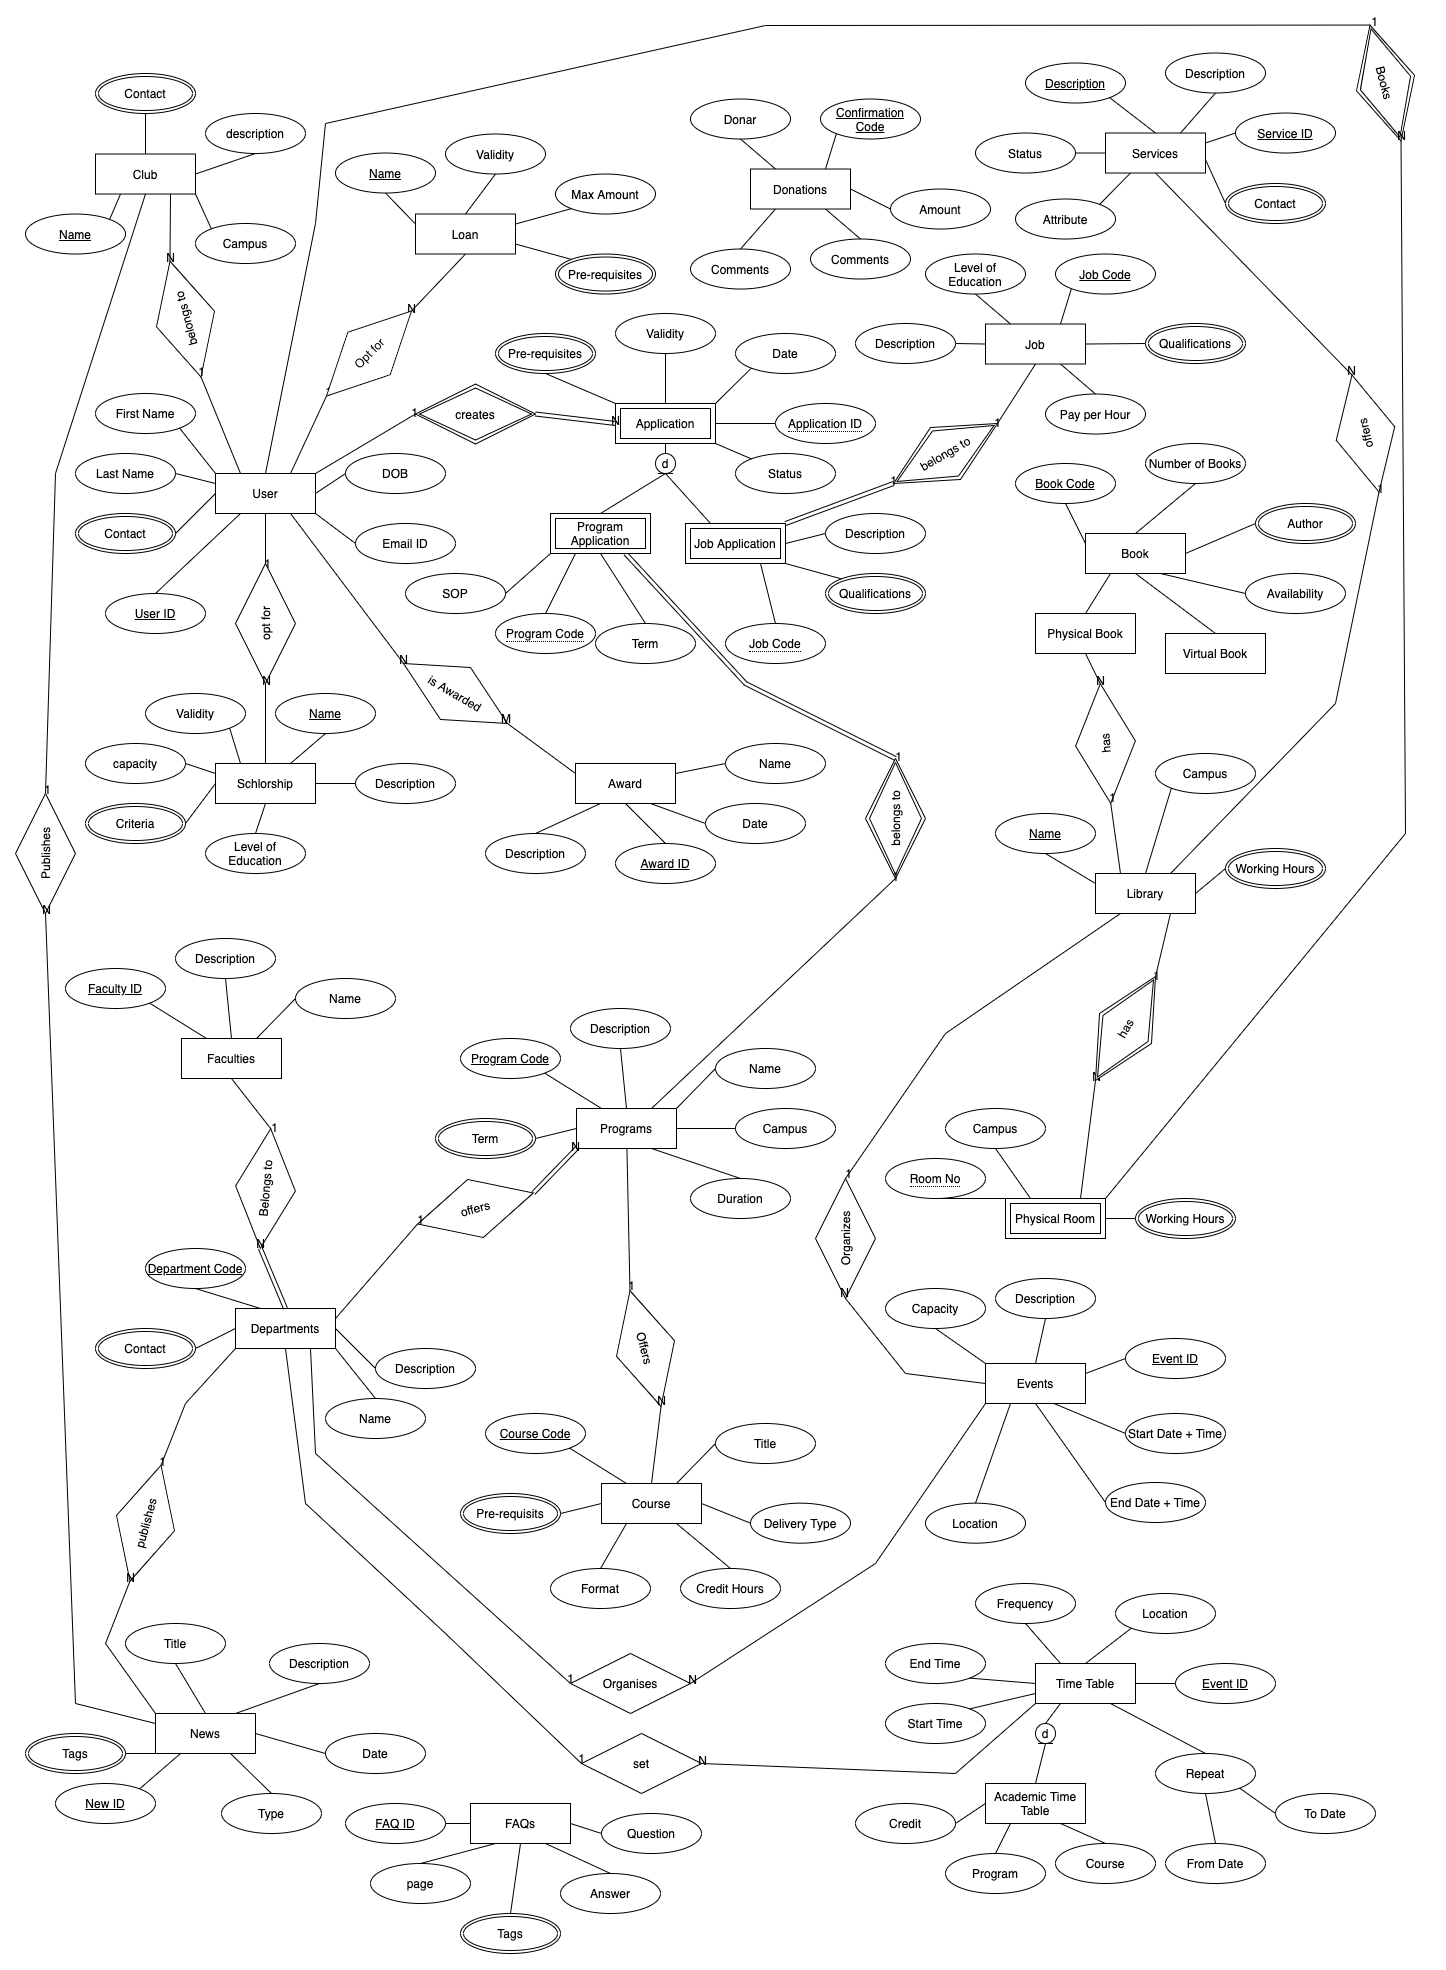 1
Books
N
Contact
description
Club
Name
Campus
N
belongs to
1
Validity
Name
Max Amount
Loan
Pre-requisites
N
Opt for
1
Donar
Confirmation
Code
Donations
Amount
Comments
Comments
Description
Description
Service ID
Status
Services
Contact
Attribute
N
offers
1
Level of
Education
Job Code
Description
Job
Qualifications
Pay per Hour
1
belongs to
1
Validity
Pre-requisites
Date
1
creates
N
Application
Application ID
Status
d
First Name
Last Name
User
DOB
Contact
Email ID
User ID
1
opt for
N
Program
Application
Job Application
Description
SOP
Qualifications
Program Code
Term
Job Code
Number of Books
Book Code
Author
Book
Availability
Physical Book
Virtual Book
N
has
1
N
is Awarded
M
Validity
Name
capacity
Schlorship
Description
Criteria
Level of
Education
Name
Award
Date
Description
Award ID
1
belongs to
1
1
Publishes
N
Campus
Name
Working Hours
Library
1
has
N
Description
Faculty ID
Name
Faculties
1
Belongs to
N
Description
Program Code
Name
Term
Programs
Campus
N
Duration
offers
1
Campus
Room No
Physical Room
Working Hours
1
Organizes
N
Department Code
Departments
Contact
Description
Name
1
Offers
N
Capacity
Description
Event ID
Events
Start Date + Time
End Date + Time
Location
Course Code
Title
Course
Pre-requisits
Delivery Type
Format
Credit Hours
1
publishes
N
Title
Description
News
Tags
Date
New ID
Type
1
Organises
N
1
set
N
Frequency
Location
End Time
Time Table
Event ID
Start Time
d
Repeat
Academic Time
Table
To Date
Credit
Program
Course
From Date
FAQ ID
FAQs
Question
page
Answer
Tags